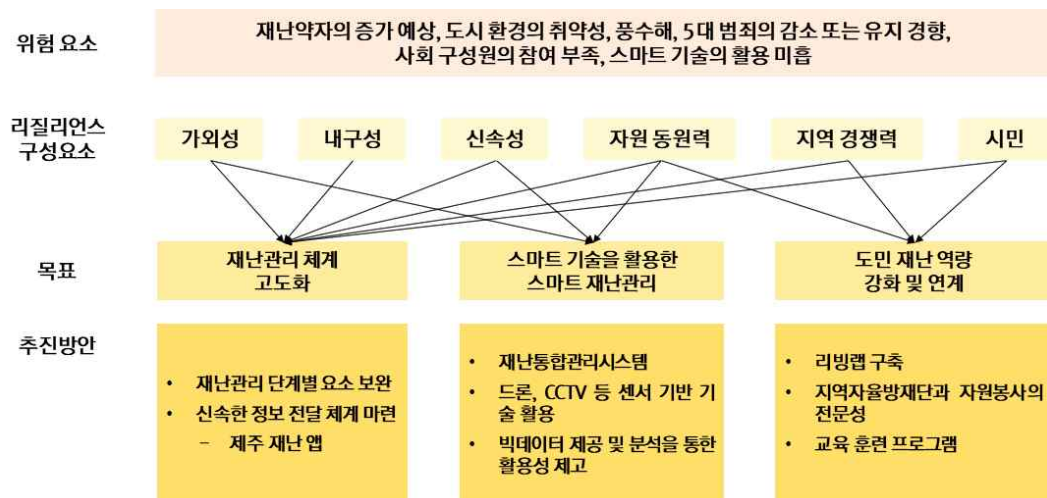 위험 요소
재난약자의 증가 예상, 도시 환경의 취약성, 풍수해, 5대 범죄의 감소 또는 유지 경향,
사회 구성원의 참여 부족, 스마트 기술의 활용 미흡
리질리언스
구성요소
가외성
내구성
신속성
자원 동원력
지역 경쟁력
시민
목표
재난관리 체계
고도화
스마트 기술을 활용한
스마트 재난관리
도민 재난 역량
강화 및 연계
추진방안
• 재난관리 단계별 요소 보완
• 신속한 정보 전달 체계 마련
– 제주 재난 앱
• 재난통합관리시스템
• 드론, CCTV 등 센서 기반 기
술 활용
• 빅데이터 제공 및 분석을 통한
활용성 제고
• 리빙랩 구축
• 지역자율방재단과 자원봉사의
전문성
• 교육 훈련 프로그램